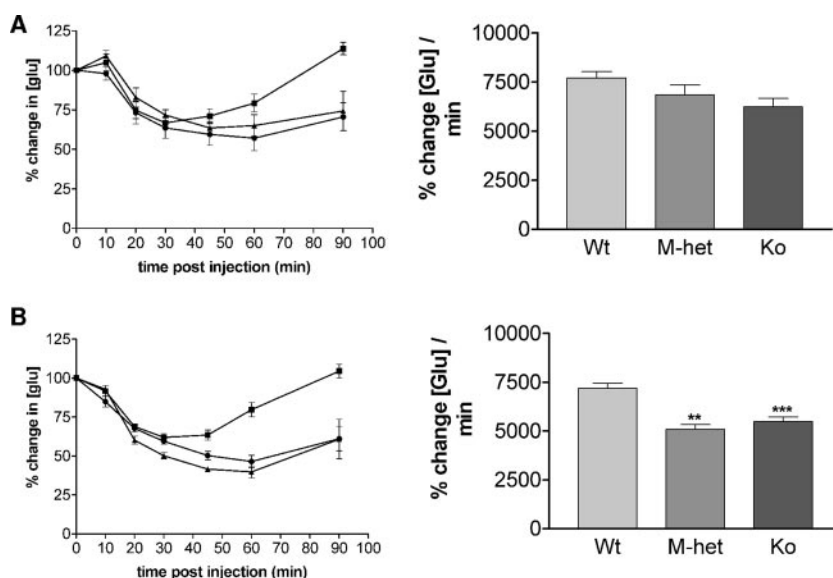 A
% change in [glu]
125
100
75
50
25
0
0 10 20 30 40 50 60 70 80 90 100
time post injection (min)
% change [Glu] /
min
10000
7500
5000
2500
0
Wt M-het Ko
B
% change in [glu]
125
100
75
50
25
0
0 10 20 30 40 50 60 70 80 90 100
time post injection (min)
% change [Glu] /
min
10000
7500
5000
2500
0
** ***
Wt M-het Ko